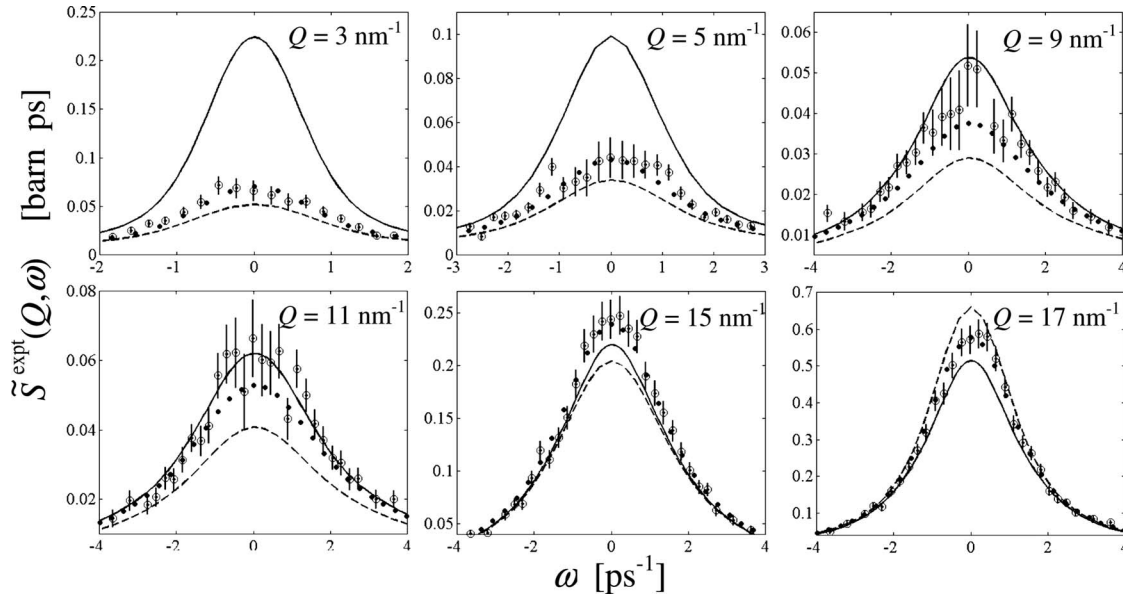 S̃ᵉˣᵖᵗ(Q,ω) [barn ps]
Q = 3 nm⁻¹
0.25
0.2
0.15
0.1
0.05
0
-2 -1 0 1 2
Q = 5 nm⁻¹
0.1
0.08
0.06
0.04
0.02
0
-3 -2 -1 0 1 2 3
Q = 9 nm⁻¹
0.06
0.05
0.04
0.03
0.02
0.01
-4 -2 0 2 4
Q = 11 nm⁻¹
0.08
0.06
0.04
0.02
-4 -2 0 2 4
Q = 15 nm⁻¹
0.25
0.20
0.15
0.10
0.05
-4 -2 0 2 4
Q = 17 nm⁻¹
0.7
0.6
0.5
0.4
0.3
0.2
0.1
-4 -2 0 2 4
ω [ps⁻¹]